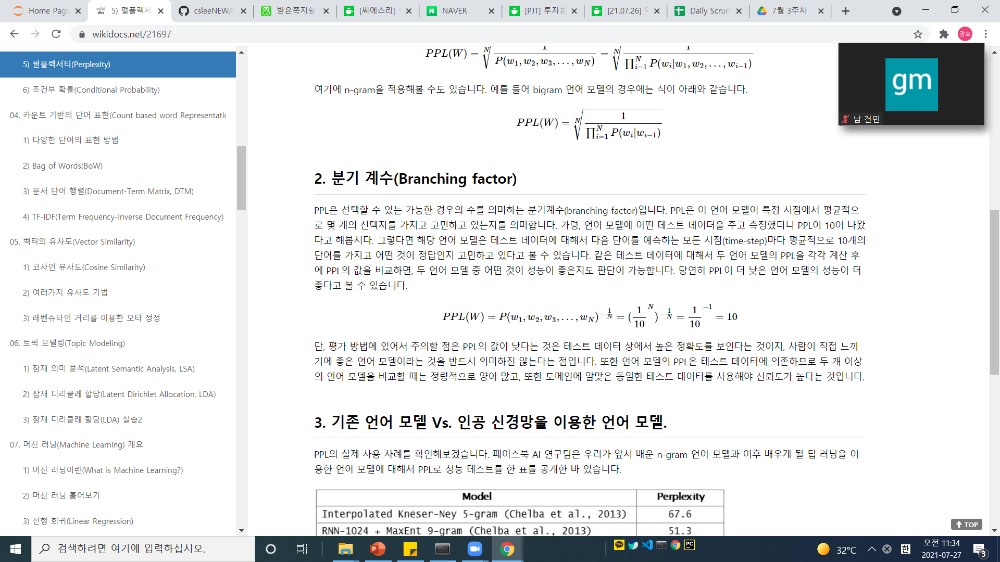 Home Page
5) 펄플렉서
csleeNEW/P
받은쪽지함
[씨에스리]
NAVER
[PJT] 투자분
[21.07.26]
Daily Scrum
7월 3주차 -
wikidocs.net/21697
광호
5) 펄플렉서티(Perplexity)
6) 조건부 확률(Conditional Probability)
04. 카운트 기반의 단어 표현(Count based word Representatio
1) 다양한 단어의 표현 방법
2) Bag of Words(BoW)
3) 문서 단어 행렬(Document-Term Matrix, DTM)
4) TF-IDF(Term Frequency-Inverse Document Frequency)
05. 벡터의 유사도(Vector Similarity)
1) 코사인 유사도(Cosine Similarity)
2) 여러가지 유사도 기법
3) 레벤슈타인 거리를 이용한 오타 정정
06. 토픽 모델링(Topic Modeling)
1) 잠재 의미 분석(Latent Semantic Analysis, LSA)
2) 잠재 디리클레 할당(Latent Dirichlet Allocation, LDA)
3) 잠재 디리클레 할당(LDA) 실습2
07. 머신 러닝(Machine Learning) 개요
1) 머신 러닝이란(What is Machine Learning?)
2) 머신 러닝 훑어보기
3) 선형 회귀(Linear Regression)
PPL(W) = ᴺ√(1 / P(w₁, w₂, w₃, . . . , w_N)) = ᴺ√(1 / ∏ᵢ₌₁ᴺ P(wᵢ|w₁, w₂, . . . , wᵢ₋₁))
여기에 n-gram을 적용해볼 수도 있습니다. 예를 들어 bigram 언어 모델의 경우에는 식이 아래와 같습니다.
PPL(W) = ᴺ√(1 / ∏ᵢ₌₁ᴺ P(wᵢ|wᵢ₋₁))
2. 분기 계수(Branching factor)
PPL은 선택할 수 있는 가능한 경우의 수를 의미하는 분기계수(branching factor)입니다. PPL은 이 언어 모델이 특정 시점에서 평균적으
로 몇 개의 선택지를 가지고 고민하고 있는지를 의미합니다. 가령, 언어 모델에 어떤 테스트 데이터을 주고 측정했더니 PPL이 10이 나왔
다고 해봅시다. 그렇다면 해당 언어 모델은 테스트 데이터에 대해서 다음 단어를 예측하는 모든 시점(time-step)마다 평균적으로 10개의
단어를 가지고 어떤 것이 정답인지 고민하고 있다고 볼 수 있습니다. 같은 테스트 데이터에 대해서 두 언어 모델의 PPL을 각각 계산 후
에 PPL의 값을 비교하면, 두 언어 모델 중 어떤 것이 성능이 좋은지도 판단이 가능합니다. 당연히 PPL이 더 낮은 언어 모델의 성능이 더
좋다고 볼 수 있습니다.
PPL(W) = P(w₁, w₂, w₃, . . . , w_N)^(-1/N) = (1/10^N)^(-1/N) = 1/10^(-1) = 10
단, 평가 방법에 있어서 주의할 점은 PPL의 값이 낮다는 것은 테스트 데이터 상에서 높은 정확도를 보인다는 것이지, 사람이 직접 느끼
기에 좋은 언어 모델이라는 것을 반드시 의미하진 않는다는 점입니다. 또한 언어 모델의 PPL은 테스트 데이터에 의존하므로 두 개 이상
의 언어 모델을 비교할 때는 정량적으로 양이 많고, 또한 도메인에 알맞은 동일한 테스트 데이터를 사용해야 신뢰도가 높다는 것입니다.
3. 기존 언어 모델 Vs. 인공 신경망을 이용한 언어 모델.
PPL의 실제 사용 사례를 확인해보겠습니다. 페이스북 AI 연구팀은 우리가 앞서 배운 n-gram 언어 모델과 이후 배우게 될 딥 러닝을 이
용한 언어 모델에 대해서 PPL로 성능 테스트를 한 표를 공개한 바 있습니다.
Model Perplexity
Interpolated Kneser-Ney 5-gram (Chelba et al., 2013) 67.6
RNN-1024 + MaxEnt 9-gram (Chelba et al., 2013) 51.3
gm
남 건민
TOP
검색하려면 여기에 입력하십시오.
32°C
한
오전 11:34
2021-07-27
3